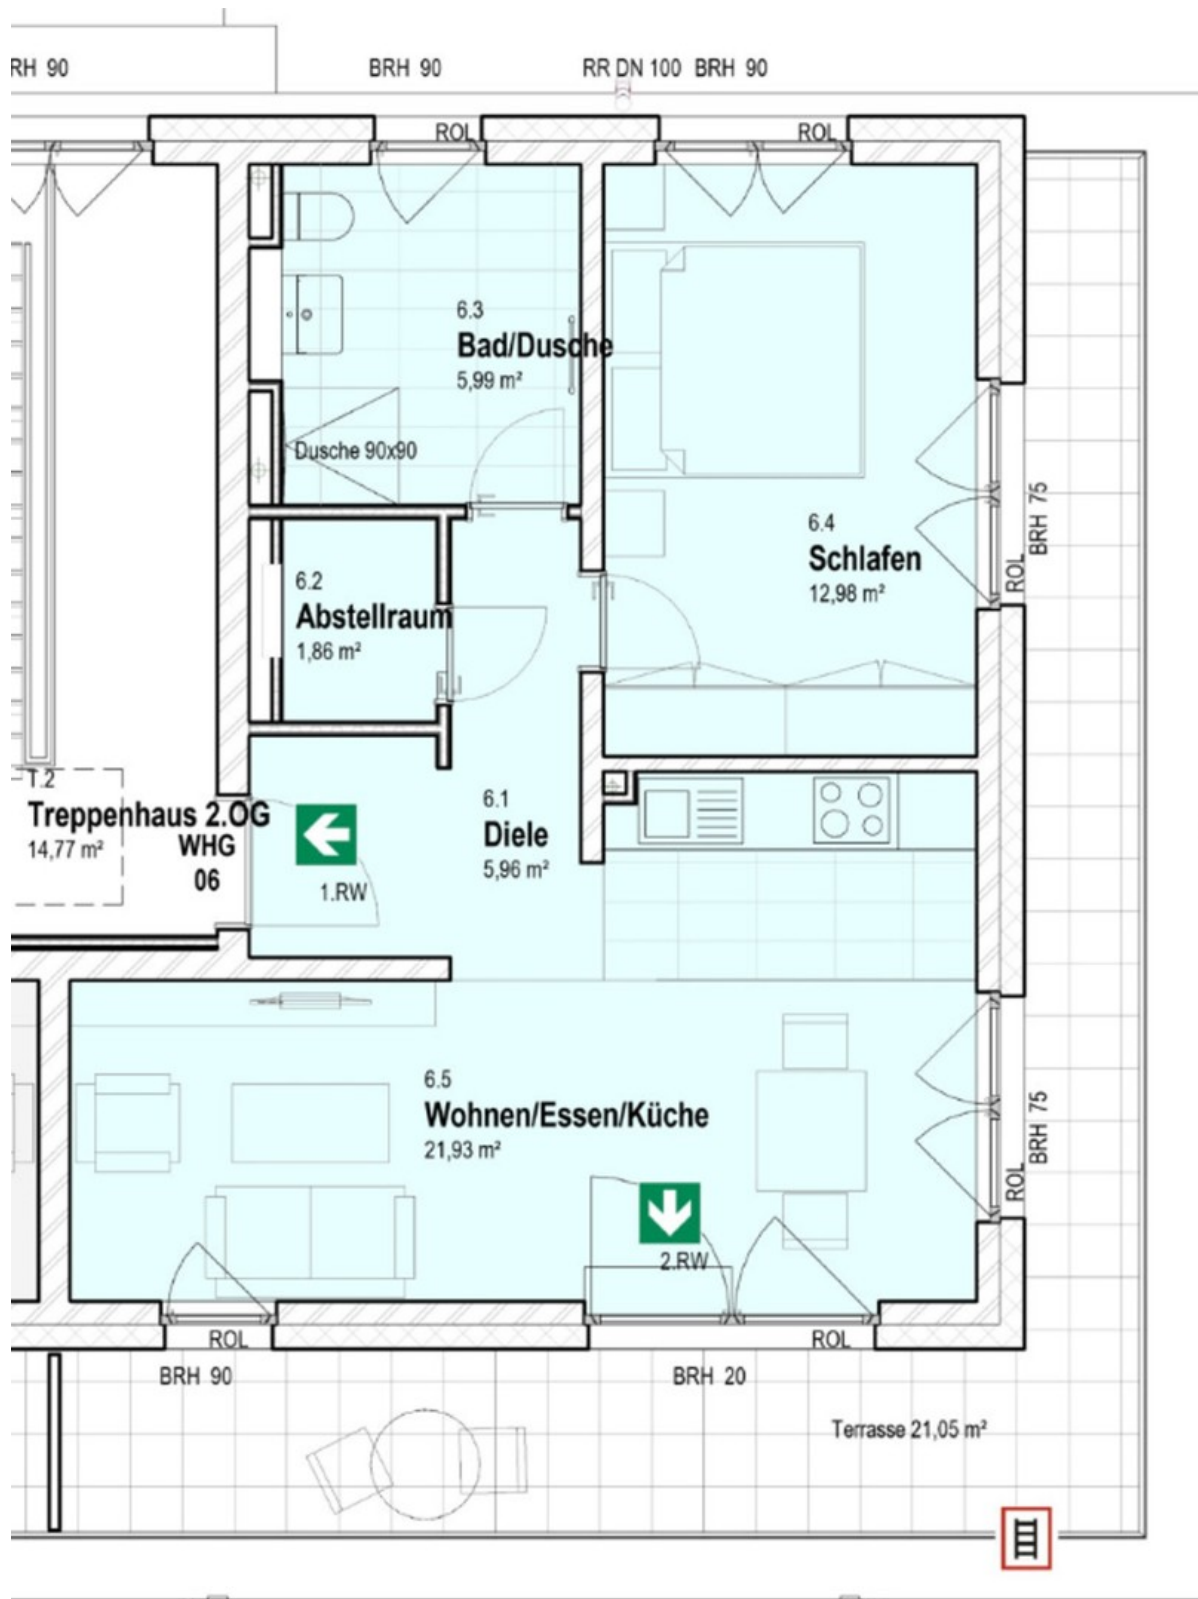 RH 90
BRH 90
RR DN 100 BRH 90
ROL
ROL
6.3
Bad/Dusche
5,99 m²
Dusche 90x90
6.4
Schlafen
12,98 m²
BRH 75
ROL
6.2
Abstellraum
1,86 m²
T.2
Treppenhaus 2.OG
14,77 m²
WHG
06
1.RW
6.1
Diele
5,96 m²
6.5
Wohnen/Essen/Küche
21,93 m²
BRH 75
ROL
2.RW
ROL
ROL
BRH 90
BRH 20
Terrasse 21,05 m²